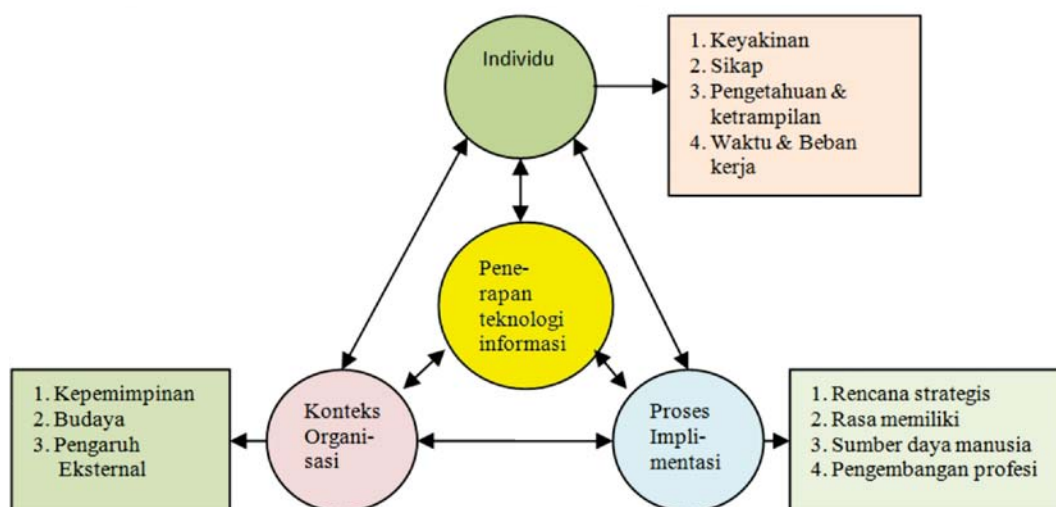 Individu
1. Keyakinan
2. Sikap
3. Pengetahuan &
ketrampilan
4. Waktu & Beban
kerja
Pene-
rapan
teknologi
informasi
1. Kepemimpinan
2. Budaya
3. Pengaruh
Eksternal
Konteks
Organi-
sasi
Proses
Impli-
mentasi
1. Rencana strategis
2. Rasa memiliki
3. Sumber daya manusia
4. Pengembangan profesi